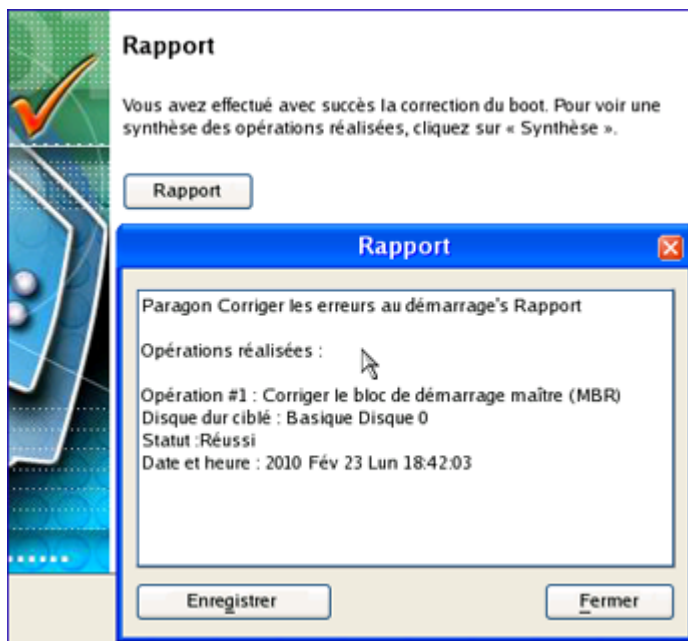 Rapport
Vous avez effectué avec succès la correction du boot. Pour voir une
synthèse des opérations réalisées, cliquez sur « Synthèse ».
Rapport
Rapport
Paragon Corriger les erreurs au démarrage's Rapport
Opérations réalisées :
Opération #1 : Corriger le bloc de démarrage maître (MBR)
Disque dur ciblé : Basique Disque 0
Statut :Réussi
Date et heure : 2010 Fév 23 Lun 18:42:03
Enregistrer
Fermer